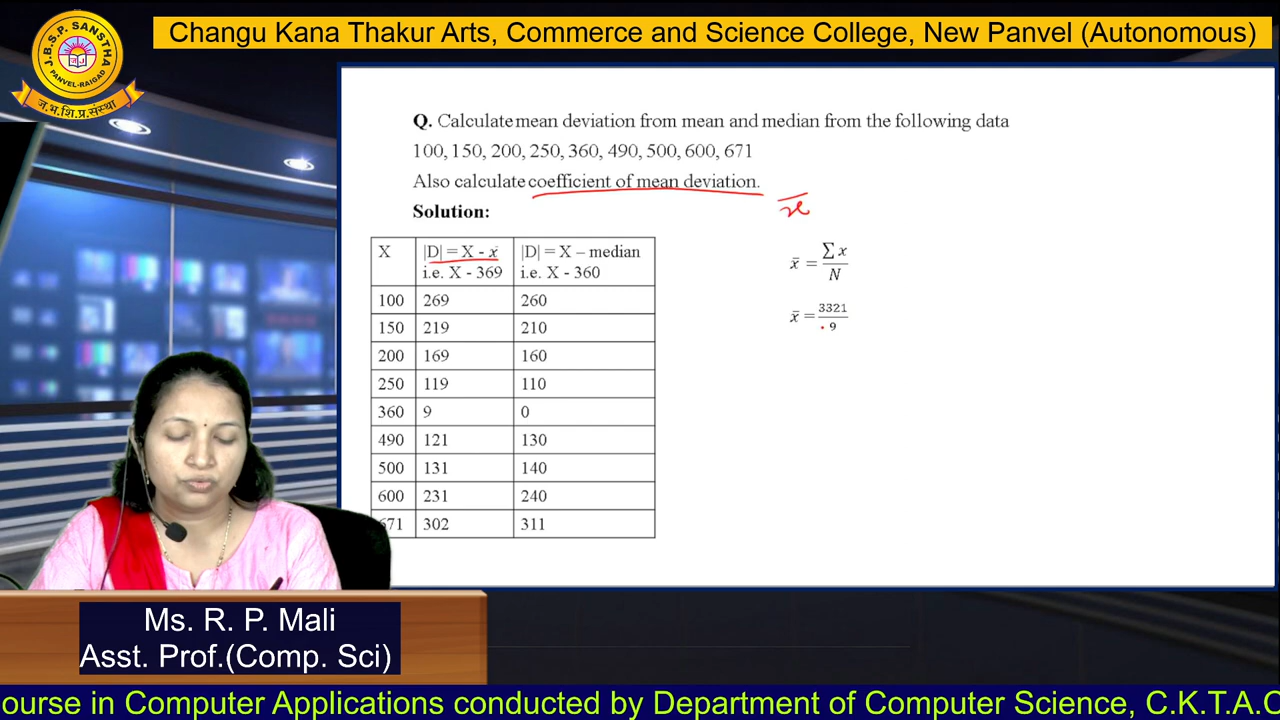 Changu Kana Thakur Arts, Commerce and Science College, New Panvel (Autonomous)
J.B.S.P. SANSTHA
PANVEL-RAIGAD
ज.भ.शि.प्र.संस्था
Q. Calculate mean deviation from mean and median from the following data
100, 150, 200, 250, 360, 490, 500, 600, 671
Also calculate coefficient of mean deviation.
x̄
Solution:
X |D| = X - x̄ |D| = X – median
i.e. X - 369 i.e. X - 360
100 269 260
150 219 210
200 169 160
250 119 110
360 9 0
490 121 130
500 131 140
600 231 240
671 302 311
x̄ = ∑ x / N
x̄ = 3321 / 9
Ms. R. P. Mali
Asst. Prof.(Comp. Sci)
ourse in Computer Applications conducted by Department of Computer Science, C.K.T.A.C